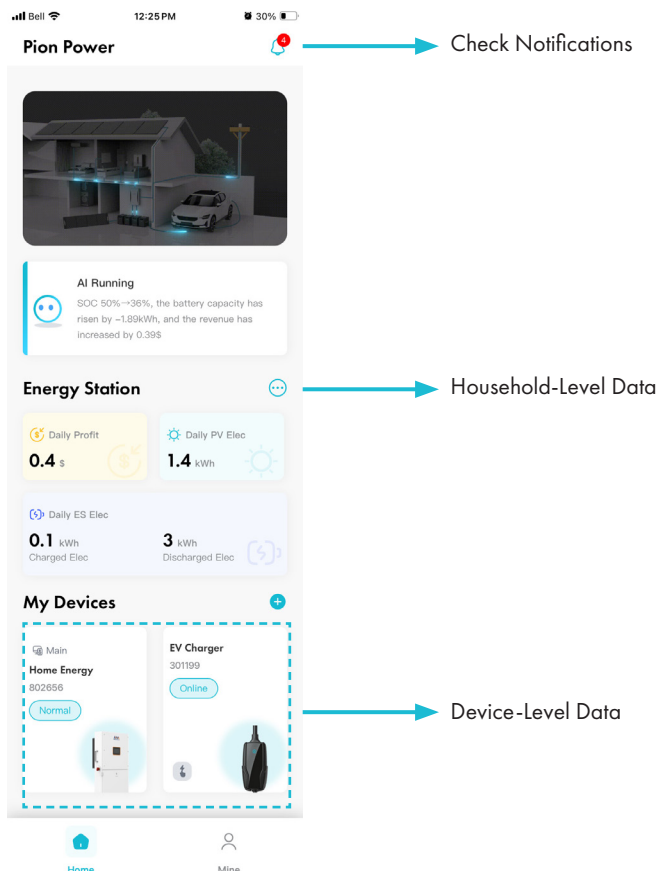 Bell
12:25 PM
30%
Pion Power
4
Check Notifications
AI Running
SOC 50%→36%, the battery capacity has
risen by -1.89kWh, and the revenue has
increased by 0.39$
Energy Station
Household-Level Data
Daily Profit
0.4 $
Daily PV Elec
1.4 kWh
Daily ES Elec
0.1 kWh
Charged Elec
3 kWh
Discharged Elec
My Devices
Main
Home Energy
802656
Normal
EV Charger
301199
Online
Device-Level Data
Home
Mine